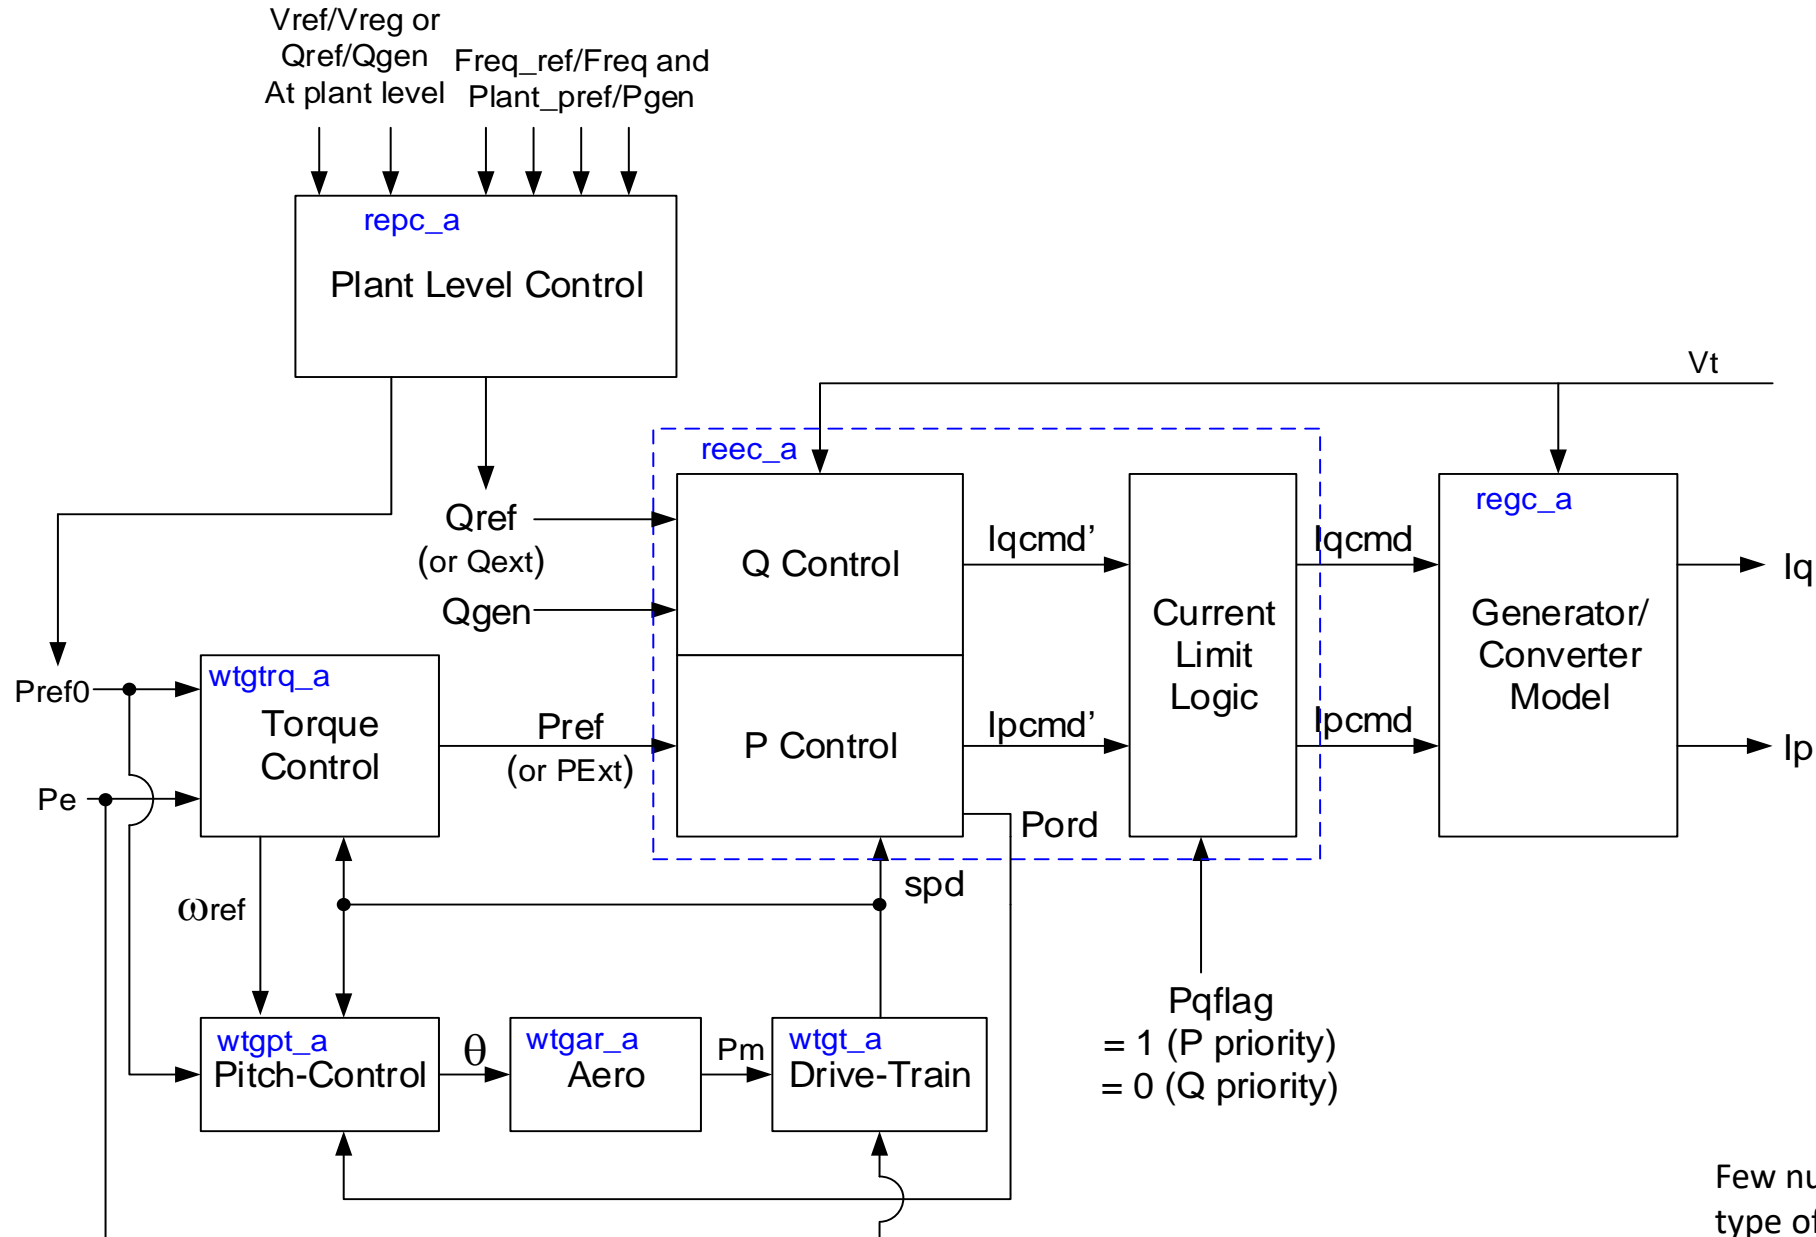 Vref/Vreg or
Qref/Qgen
At plant level
Freq_ref/Freq and
Plant_pref/Pgen
repc_a
Plant Level Control
Vt
reec_a
regc_a
Qref
(or Qext)
Qgen
Q Control
Iqcmd’
Iqcmd
Iq
Current
Limit
Logic
Generator/
Converter
Model
Pref0
wtgtrq_a
Torque
Control
Pref
(or PExt)
P Control
Ipcmd’
Ipcmd
Ip
Pe
Pord
spd
ωref
Pqflag
= 1 (P priority)
= 0 (Q priority)
wtgpt_a
Pitch-Control
θ
wtgar_a
Aero
Pm
wtgt_a
Drive-Train
Few
type of